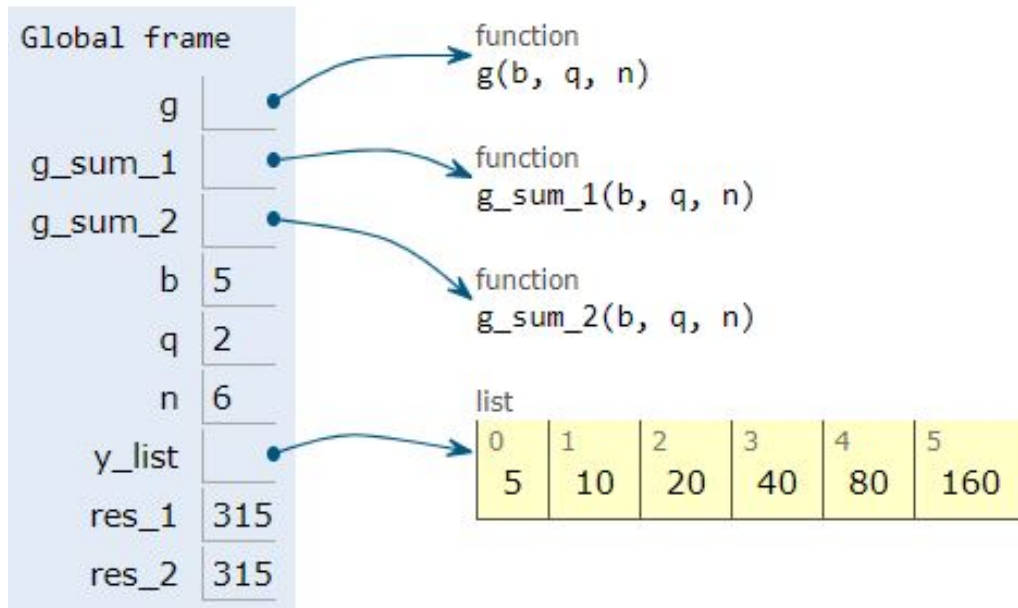 Global frame
function
g(b, q, n)
g
function
g_sum_1
g_sum_1(b, q, n)
g_sum_2
function
b 5
g_sum_2(b, q, n)
q 2
n 6
list
0 1 2 3 4 5
y_list
5 10 20 40 80 160
res_1 315
res_2 315